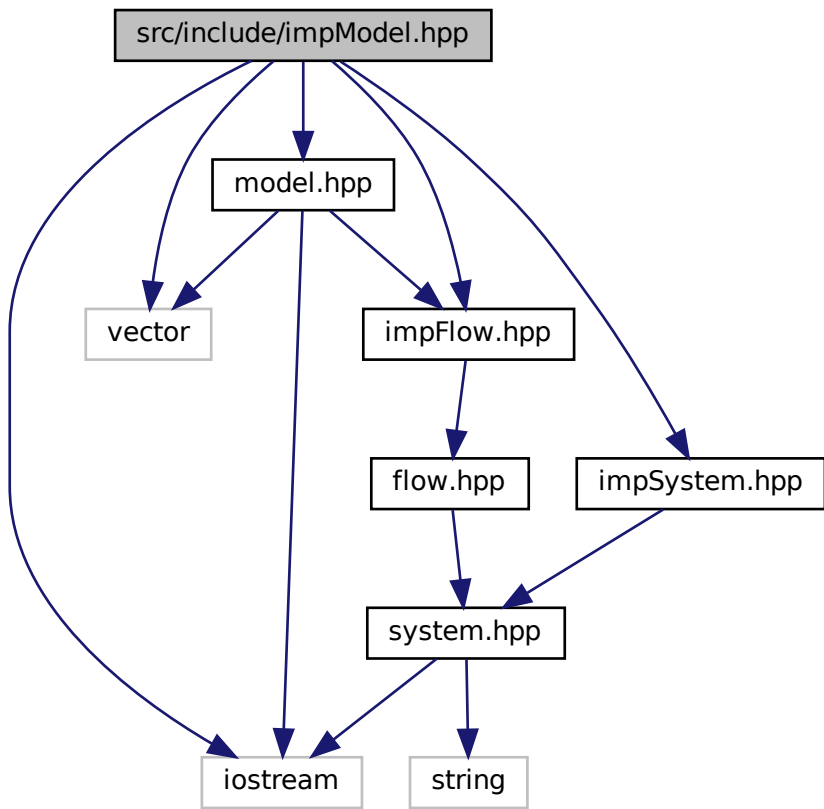 src/include/impModel.hpp
model.hpp
vector
impFlow.hpp
flow.hpp
impSystem.hpp
system.hpp
iostream
string